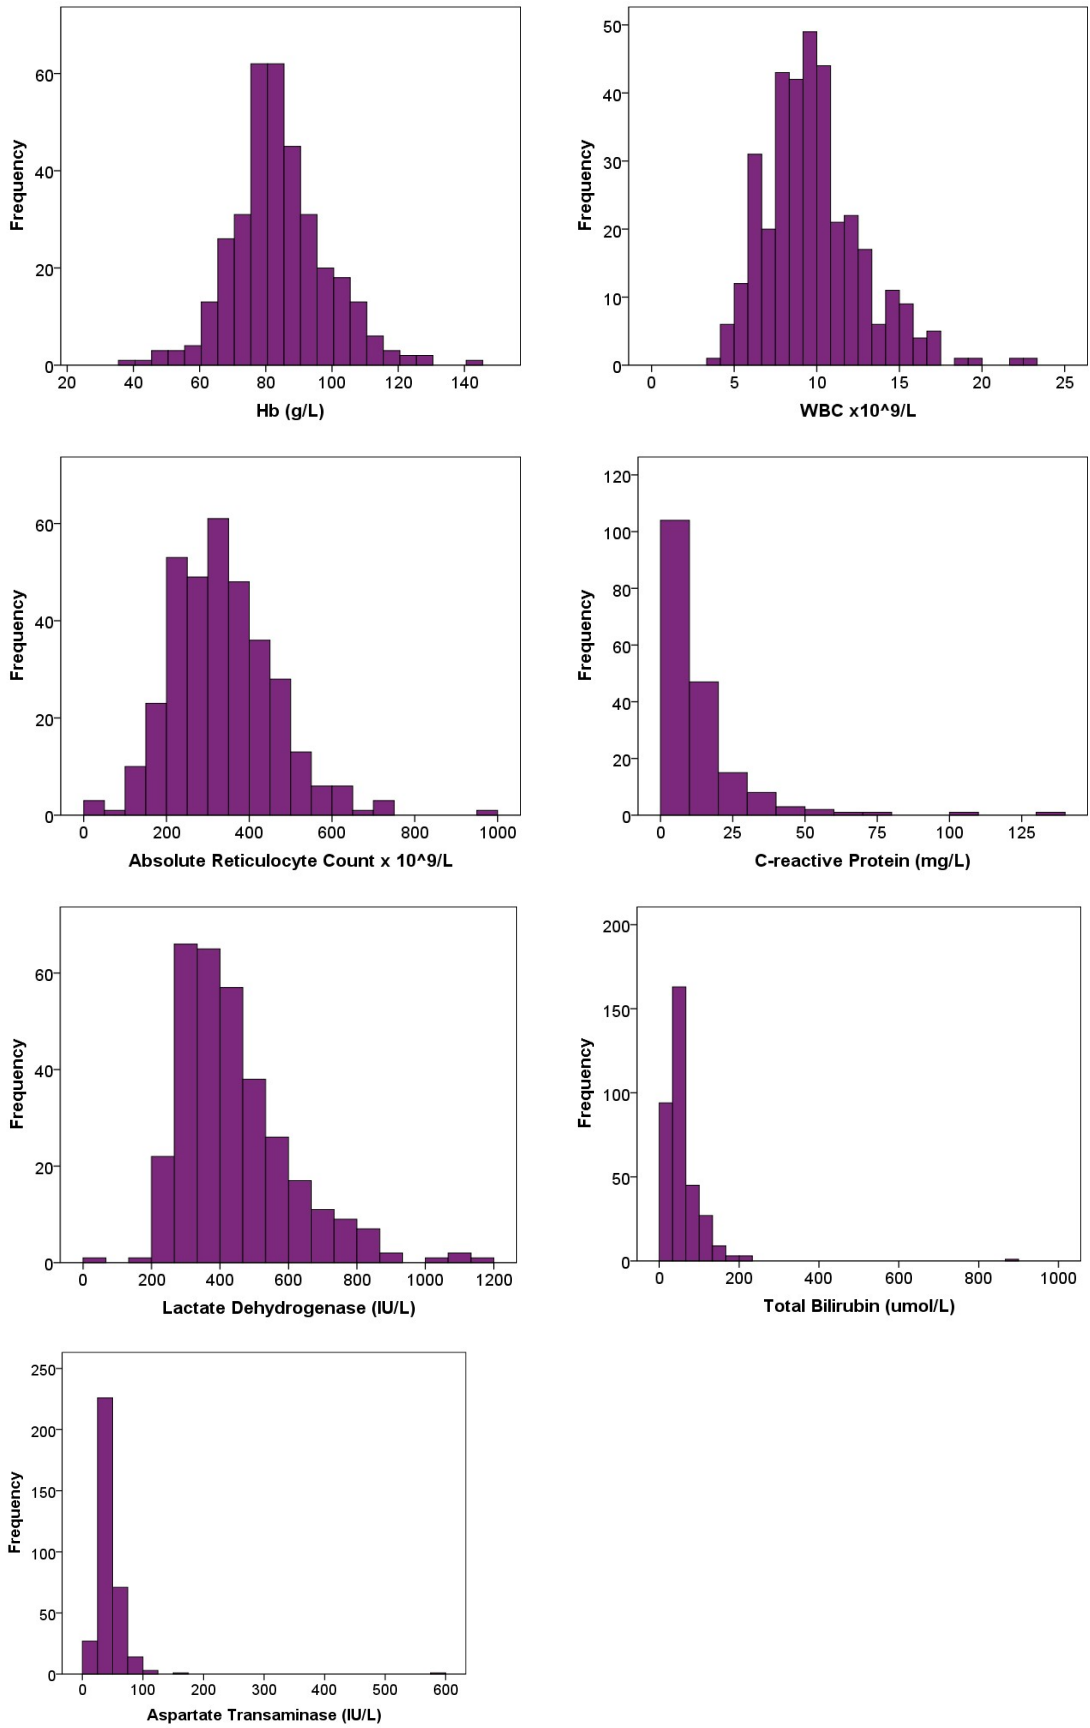 Frequency
60
40
20
0
20 40 60 80 100 120 140
Hb (g/L)
Frequency
50
40
30
20
10
0
0 5 10 15 20 25
WBC x10^9/L
Frequency
60
40
20
0
0 200 400 600 800 1000
Absolute Reticulocyte Count x 10^9/L
Frequency
120
100
80
60
40
20
0
0 25 50 75 100 125
C-reactive Protein (mg/L)
Frequency
60
40
20
0
0 200 400 600 800 1000 1200
Lactate Dehydrogenase (IU/L)
Frequency
200
150
100
50
0
0 200 400 600 800 1000
Total Bilirubin (umol/L)
Frequency
250
200
150
100
50
0
0 100 200 300 400 500 600
Aspartate Transaminase (IU/L)